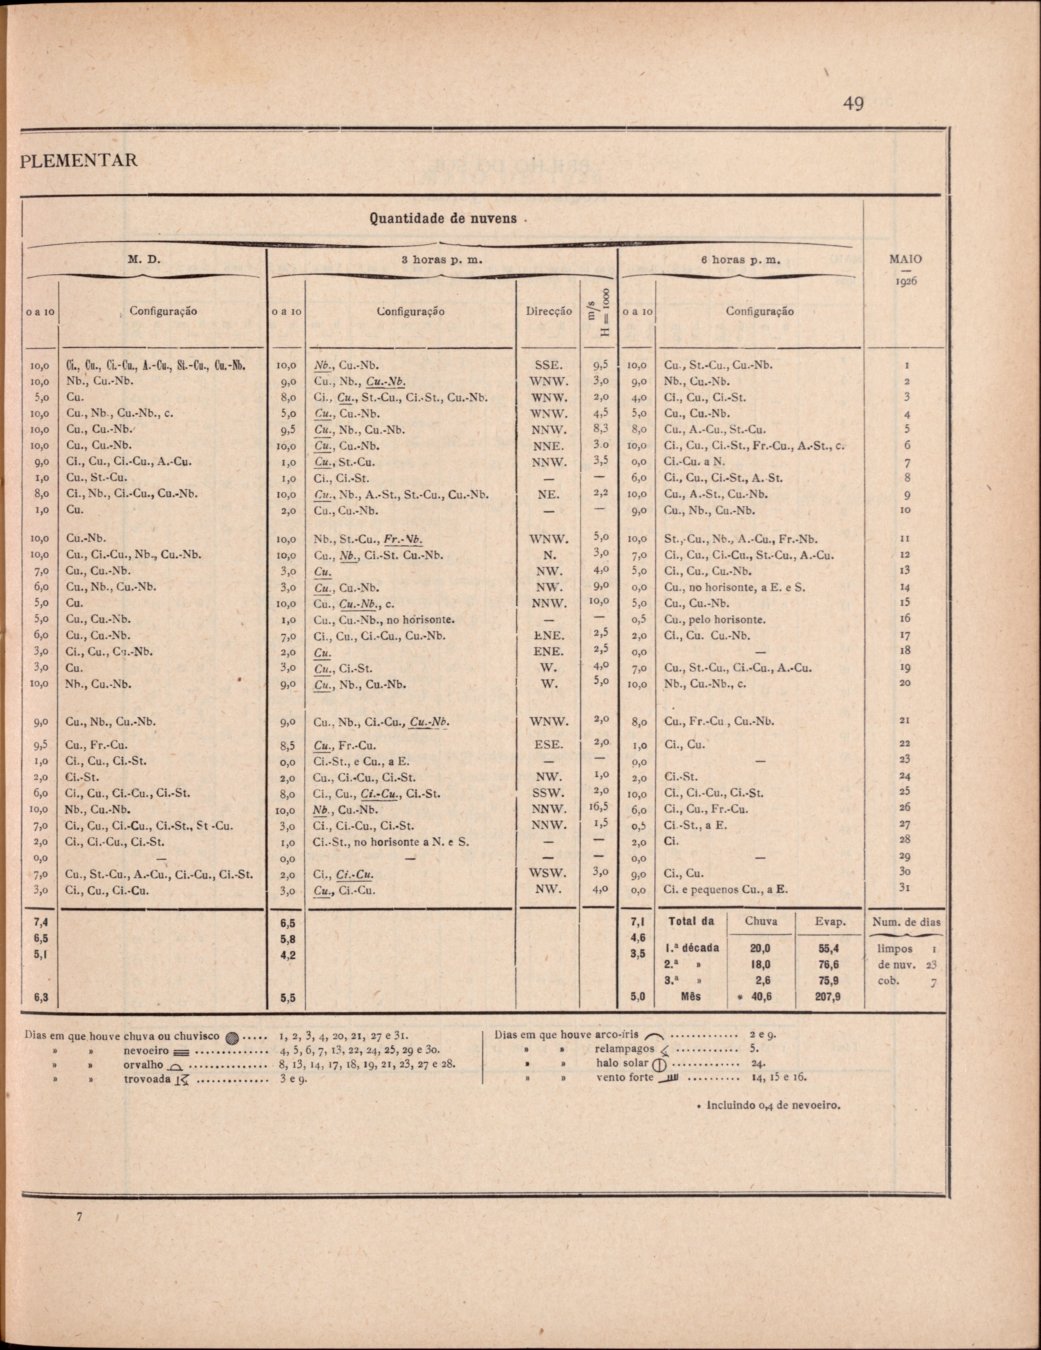 49
PLEMENTAR
Quantidade de nuvens
M. D. 3 horas p. m. 6 horas p. m. MAIO
1926
0 a 10 Configuração 0 a 10 Configuração Direcção m/s H = 1000 0 a 10 Configuração
10,0 Ci., Cu., Ci.-Cu., A.-Cu., Si.-Cu., Cu.-Nb. 10,0 Nb., Cu.-Nb. SSE. 9,5 10,0 Cu., St.-Cu., Cu.-Nb. 1
10,0 Nb., Cu.-Nb. 9,0 Cu., Nb., Cu.-Nb. WNW. 3,0 9,0 Nb., Cu.-Nb. 2
5,0 Cu. 8,0 Ci., Cu., St.-Cu., Ci.-St., Cu.-Nb. WNW. 2,0 4,0 Ci., Cu., Ci.-St. 3
10,0 Cu., Nb., Cu.-Nb., c. 5,0 Cu., Cu.-Nb. WNW. 4,5 5,0 Cu., Cu.-Nb. 4
10,0 Cu., Cu.-Nb. 9,5 Cu., Nb., Cu.-Nb. NNW. 8,3 8,0 Cu., A.-Cu., St.-Cu. 5
10,0 Cu., Cu.-Nb. 10,0 Cu., Cu.-Nb. NNE. 3.0 10,0 Ci., Cu., Ci.-St., Fr.-Cu., A.-St., c. 6
9,0 Ci., Cu., Ci.-Cu., A.-Cu. 1,0 Cu., St.-Cu. NNW. 3,5 0,0 Ci.-Cu. a N. 7
1,0 Cu., St.-Cu. 1,0 Ci., Ci.-St. — — 6,0 Ci., Cu., Ci.-St., A. St. 8
8,0 Ci., Nb., Ci.-Cu., Cu.-Nb. 10,0 Cu., Nb., A.-St., St.-Cu., Cu.-Nb. NE. 2,2 10,0 Cu., A.-St., Cu.-Nb. 9
1,0 Cu. 2,0 Cu., Cu.-Nb. — — 9,0 Cu., Nb., Cu.-Nb. 10
10,0 Cu.-Nb. 10,0 Nb., St.-Cu., Fr.-Nb. WNW. 5,0 10,0 St., Cu., Nb., A.-Cu., Fr.-Nb. 11
10,0 Cu., Ci.-Cu., Nb., Cu.-Nb. 10,0 Cu., Nb., Ci.-St. Cu.-Nb. N. 3,0 7,0 Ci., Cu., Ci.-Cu., St.-Cu., A.-Cu. 12
7,0 Cu., Cu.-Nb. 3,0 Cu. NW. 4,0 5,0 Ci., Cu., Cu.-Nb. 13
6,0 Cu., Nb., Cu.-Nb. 3,0 Cu., Cu.-Nb. NW. 9,0 0,0 Cu., no horisonte, a E. e S. 14
5,0 Cu. 10,0 Cu., Cu.-Nb., c. NNW. 10,0 5,0 Cu., Cu.-Nb. 15
5,0 Cu., Cu.-Nb. 1,0 Cu., Cu.-Nb., no horisonte. — — 0,5 Cu., pelo horisonte. 16
6,0 Cu., Cu.-Nb. 7,0 Ci., Cu., Ci.-Cu., Cu.-Nb. ENE. 2,5 2,0 Ci., Cu. Cu.-Nb. 17
3,0 Ci., Cu., Cu.-Nb. 2,0 Cu. ENE. 2,5 0,0 — 18
3,0 Cu. 3,0 Cu., Ci.-St. W. 4,0 7,0 Cu., St.-Cu., Ci.-Cu., A.-Cu. 19
10,0 Nb., Cu.-Nb. 9,0 Cu., Nb., Cu.-Nb. W. 5,0 10,0 Nb., Cu.-Nb., c. 20
9,0 Cu., Nb., Cu.-Nb. 9,0 Cu., Nb., Ci.-Cu., Cu.-Nb. WNW. 2,0 8,0 Cu., Fr.-Cu , Cu.-Nb. 21
9,5 Cu., Fr.-Cu. 8,5 Cu., Fr.-Cu. ESE. 2,0 1,0 Ci., Cu. 22
1,0 Ci., Cu., Ci.-St. 0,0 Ci.-St., e Cu., a E. — — 0,0 — 23
2,0 Ci.-St. 2,0 Cu., Ci.-Cu., Ci.-St. NW. 1,0 2,0 Ci.-St. 24
6,0 Ci., Cu., Ci.-Cu., Ci.-St. 8,0 Ci., Cu., Ci.-Cu., Ci.-St. SSW. 2,0 10,0 Ci., Ci.-Cu., Ci.-St. 25
10,0 Nb., Cu.-Nb. 10,0 Nb., Cu.-Nb. NNW. 16,5 6,0 Ci., Cu., Fr.-Cu. 26
7,0 Ci., Cu., Ci.-Cu., Ci.-St., St -Cu. 3,0 Ci., Ci.-Cu., Ci.-St. NNW. 1,5 0,5 Ci.-St., a E. 27
2,0 Ci., Ci.-Cu., Ci.-St. 1,0 Ci.-St., no horisonte a N. e S. — — 2,0 Ci. 28
0,0 — 0,0 — — — 0,0 — 29
7,0 Cu., St.-Cu., A.-Cu., Ci.-Cu., Ci.-St. 2,0 Ci., Ci.-Cu. WSW. 3,0 9,0 Ci., Cu. 30
3,0 Ci., Cu., Ci.-Cu. 3,0 Cu., Ci.-Cu. NW. 4,0 0,0 Ci. e pequenos Cu., a E. 31
7,4 6,5 7,1 Total da Chuva Evap. Num. de dias
6,5 5,8 4,6
5,1 4,2 3,5 1.ª década 20,0 55,4 limpos 1
2.ª » 18,0 76,6 de nuv. 23
3.ª » 2,6 75,9 cob. 7
6,3 5,5 5,0 Mês * 40,6 207,9
Dias em que houve chuva ou chuvisco ..... 1, 2, 3, 4, 20, 21, 27 e 31. Dias em que houve arco-íris ............ 2 e 9.
» » nevoeiro .............. 4, 5, 6, 7, 13, 22, 24, 25, 29 e 30. » » relampagos ............ 5.
» » orvalho ............... 8, 13, 14, 17, 18, 19, 21, 23, 27 e 28. » » halo solar ............. 24.
» » trovoada .............. 3 e 9. » » vento forte .......... 14, 15 e 16.
* Incluindo 0,4 de nevoeiro.
7